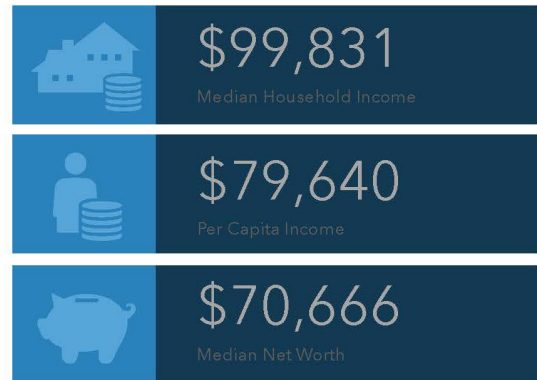 $99,831
Median Household Income
$79,640
Per Capita Income
$70,666
Median Net Worth